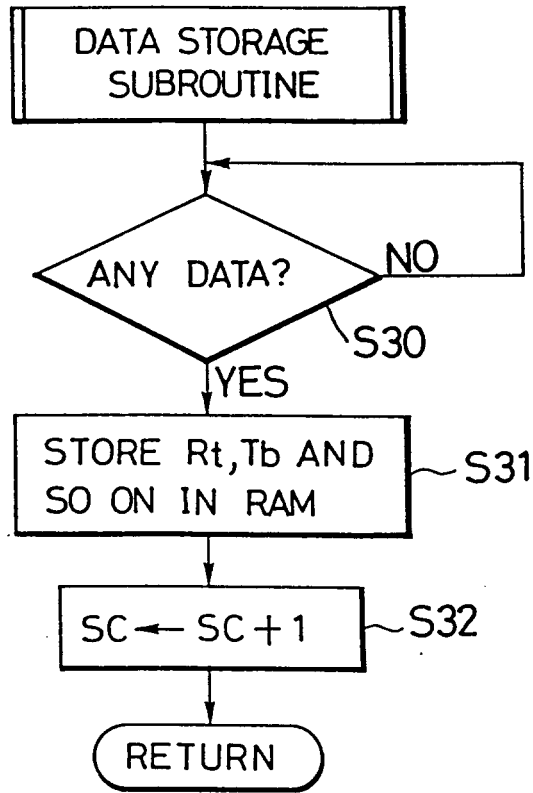 DATA STORAGE
SUBROUTINE
ANY DATA?
NO
S30
YES
STORE Rt, Tb AND
SO ON IN RAM
S31
SC ← SC + 1
S32
RETURN